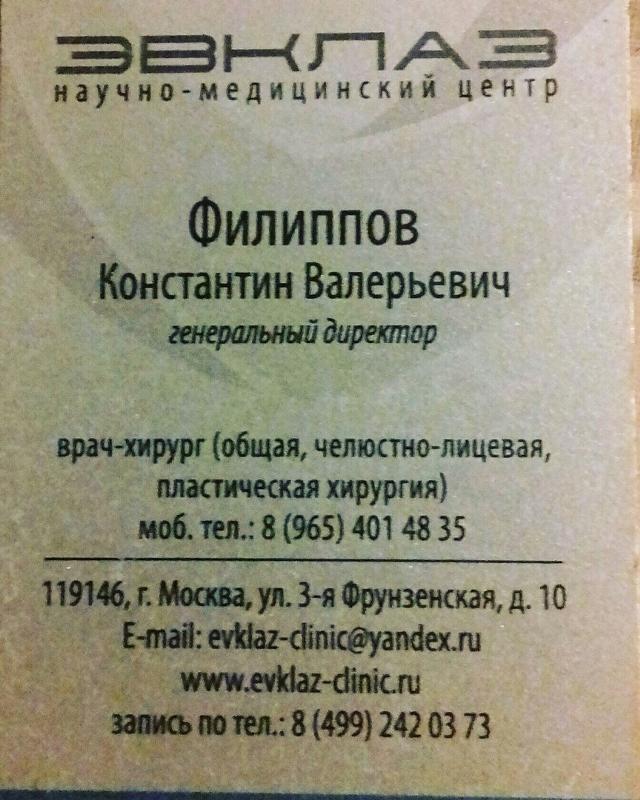 ЭВКЛАЗ
научно-медицинский центр
Филиппов
Константин Валерьевич
генеральный директор
врач-хирург (общая, челюстно-лицевая,
пластическая хирургия)
моб. тел.: 8 (965) 401 48 35
119146, г. Москва, ул. 3-я Фрунзенская, д. 10
E-mail: evklaz-clinic@yandex.ru
www.evklaz-clinic.ru
запись по тел.: 8 (499) 242 03 73